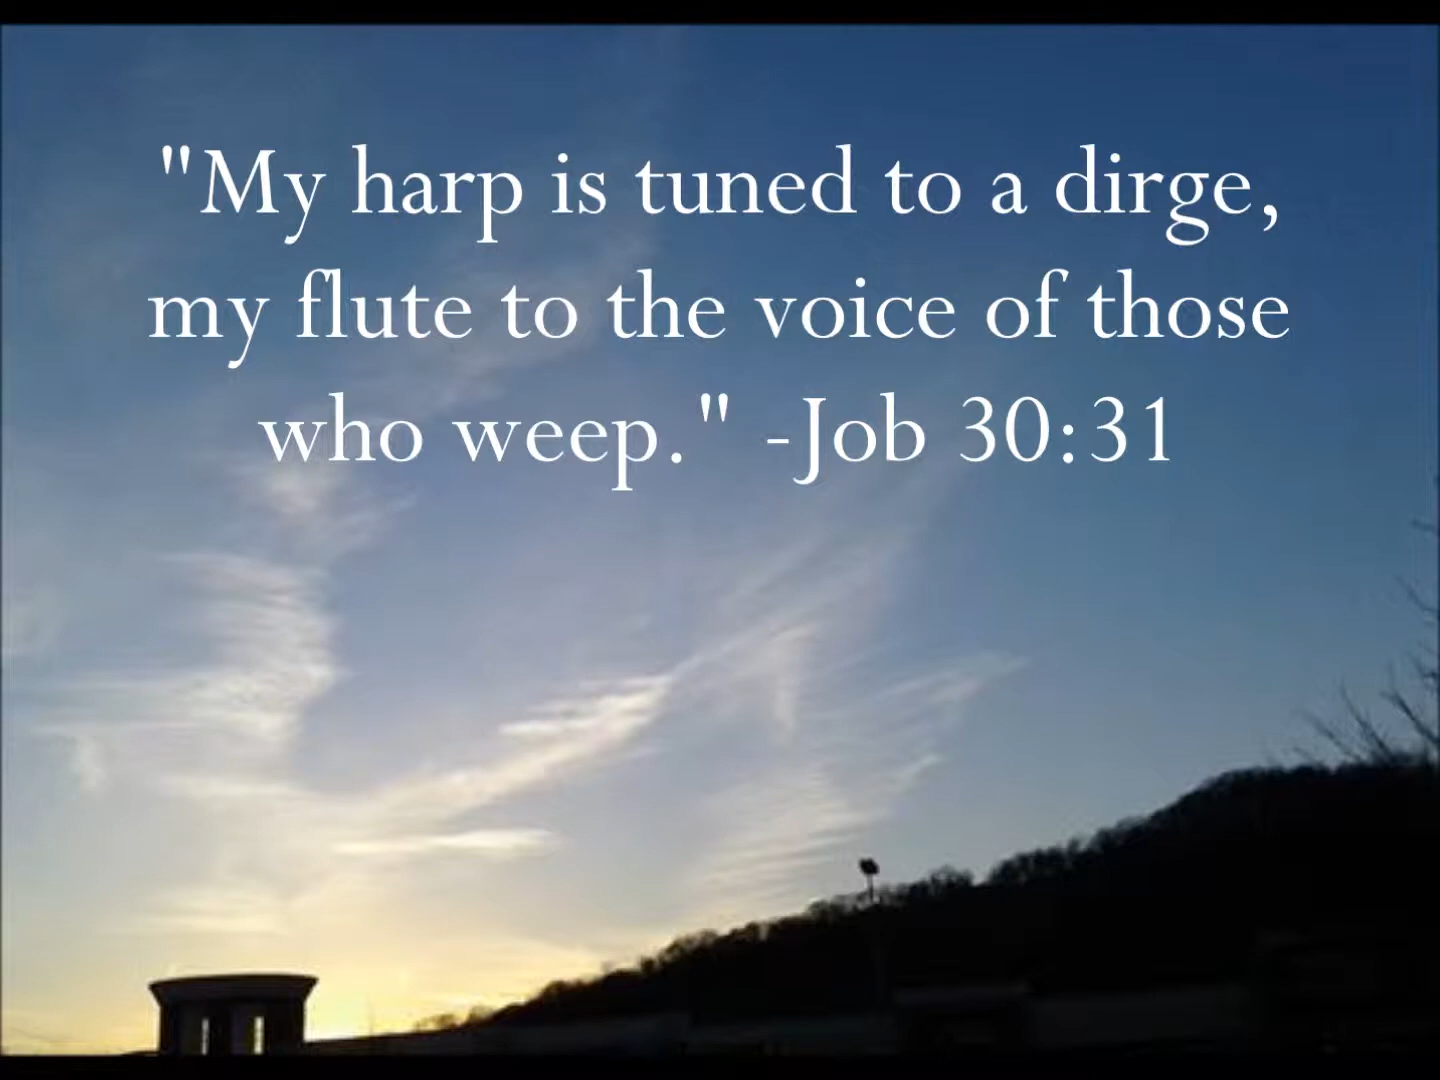 "My harp is tuned to a dirge,
my flute to the voice of those
who weep." -Job 30:31